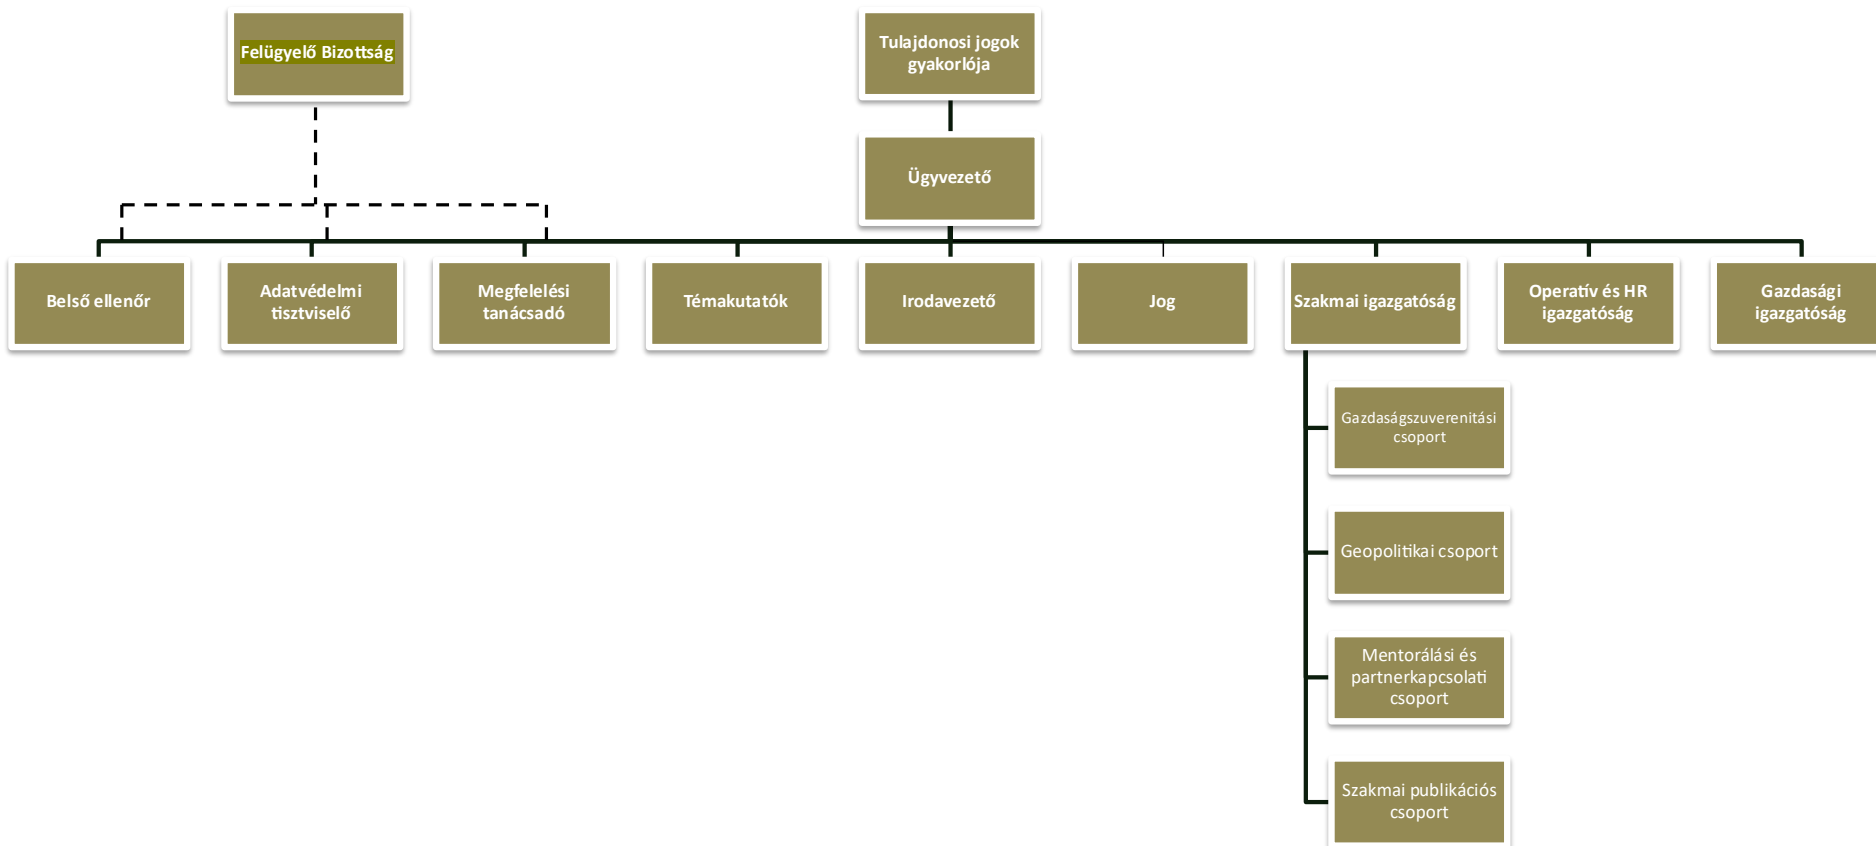 Felügyelő Bizottság
Tulajdonosi jogok
gyakorlója
Ügyvezető
Belső ellenőr
Adatvédelmi
tisztviselő
Megfelelési
tanácsadó
Témakutatók
Irodavezető
Jog
Szakmai igazgatóság
Operatív és HR
igazgatóság
Gazdasági
igazgatóság
Gazdaságszuverenitási
csoport
Geopolitikai csoport
Mentorálási és
partnerkapcsolati
csoport
Szakmai publikációs
csoport